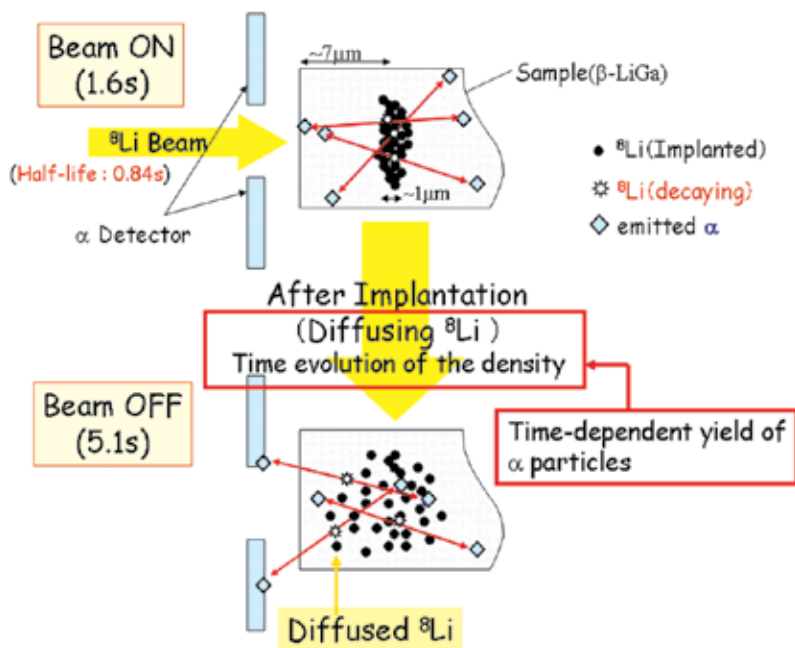 Beam ON
(1.6s)
~7μm
Sample(β-LiGa)
⁸Li Beam
(Half-life : 0.84s)
~1μm
⁸Li(Implanted)
⁸Li(decaying)
emitted α
α Detector
After Implantation
(Diffusing ⁸Li )
Time evolution of the density
Beam OFF
(5.1s)
Time-dependent yield of
α particles
Diffused ⁸Li